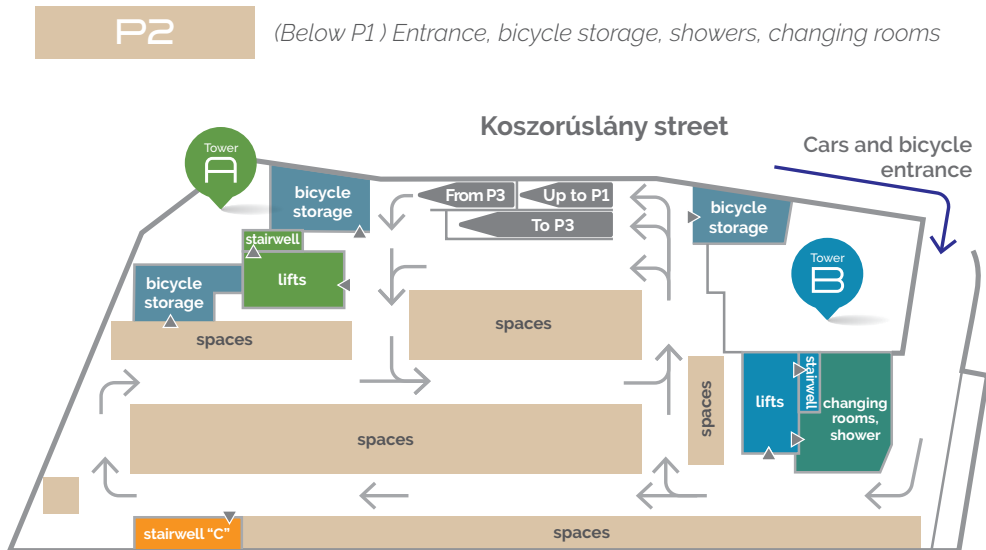 P2
(Below P1) Entrance, bicycle storage, showers, changing rooms
Koszorúslány street
Cars and bicycle
entrance
Tower
A
bicycle
storage
From P3
Up to P1
To P3
bicycle
storage
stairwell
lifts
bicycle
storage
Tower
B
spaces
spaces
spaces
lifts
stairwell
changing
rooms,
shower
spaces
stairwell "C"
spaces